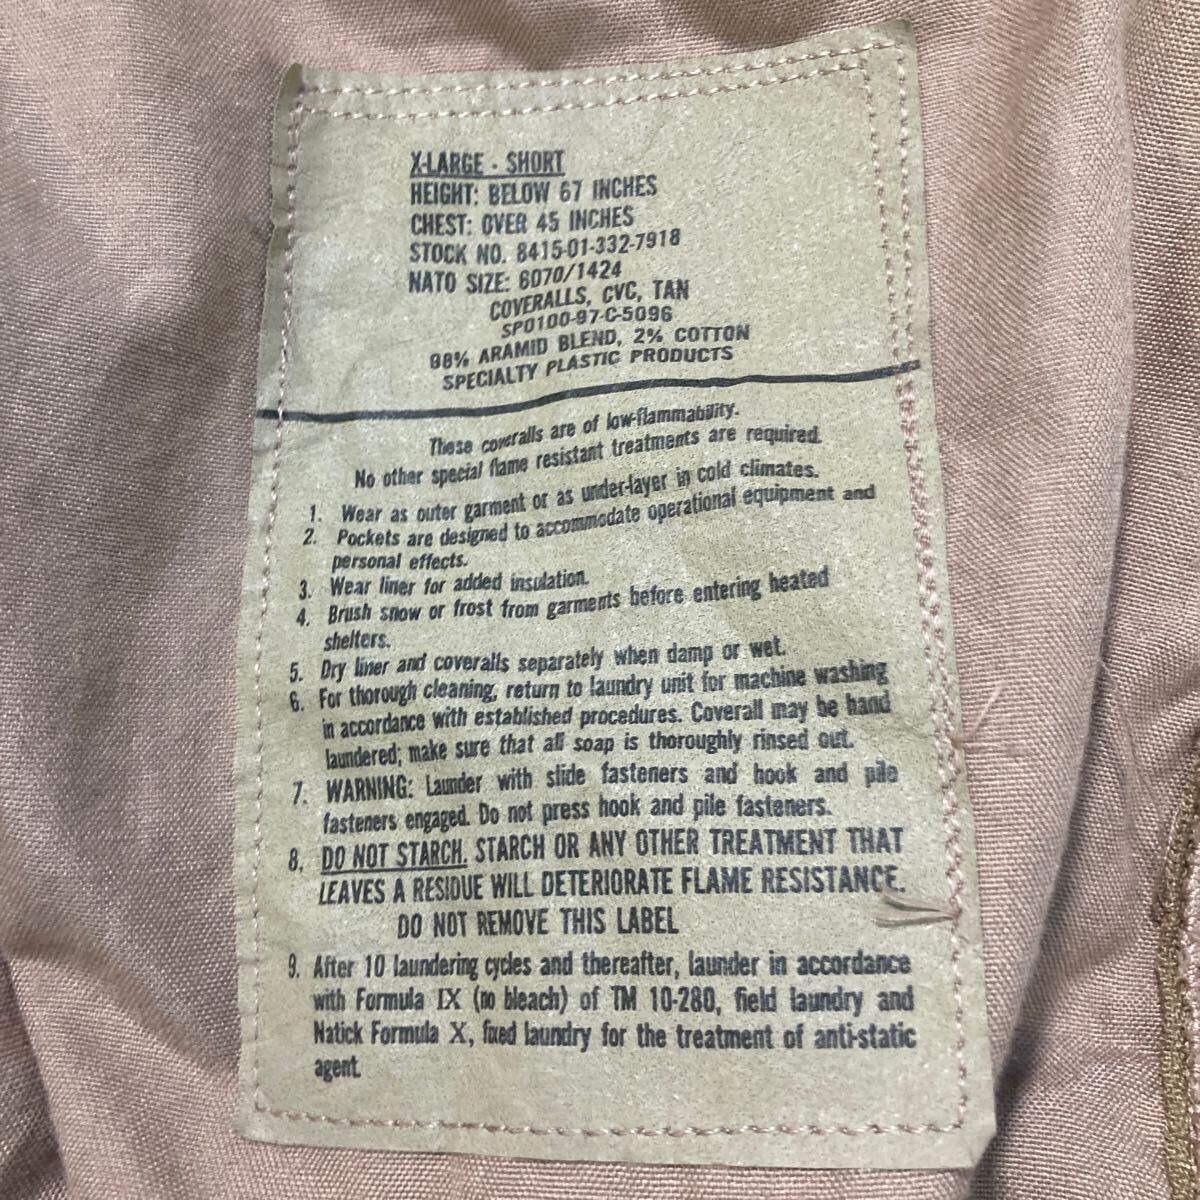 X-LARGE - SHORT
HEIGHT: BELOW 67 INCHES
CHEST: OVER 45 INCHES
STOCK NO. 8415-01-332-7918
NATO SIZE: 6070/1424
COVERALLS, CVC, TAN
SPO100-97-C-5096
98% ARAMID BLEND, 2% COTTON
SPECIALTY PLASTIC PRODUCTS
These coveralls are of low-flammability.
No other special flame resistant treatments are required.
1. Wear as outer garment or as under-layer in cold climates.
2. Pockets are designed to accommodate operational equipment and
personal effects.
3. Wear liner for added insulation.
4. Brush snow or frost from garments before entering heated
shelters.
5. Dry liner and coveralls separately when damp or wet.
6. For thorough cleaning, return to laundry unit for machine washing
in accordance with established procedures. Coverall may be hand
laundered; make sure that all soap is thoroughly rinsed out.
7. WARNING: Launder with slide fasteners and hook and pile
fasteners engaged. Do not press hook and pile fasteners.
8. DO NOT STARCH. STARCH OR ANY OTHER TREATMENT THAT
LEAVES A RESIDUE WILL DETERIORATE FLAME RESISTANCE.
DO NOT REMOVE THIS LABEL
9. After 10 laundering cycles and thereafter, launder in accordance
with Formula IX (no bleach) of TM 10-280, field laundry and
Natick Formula X, fixed laundry for the treatment of anti-static
agent.